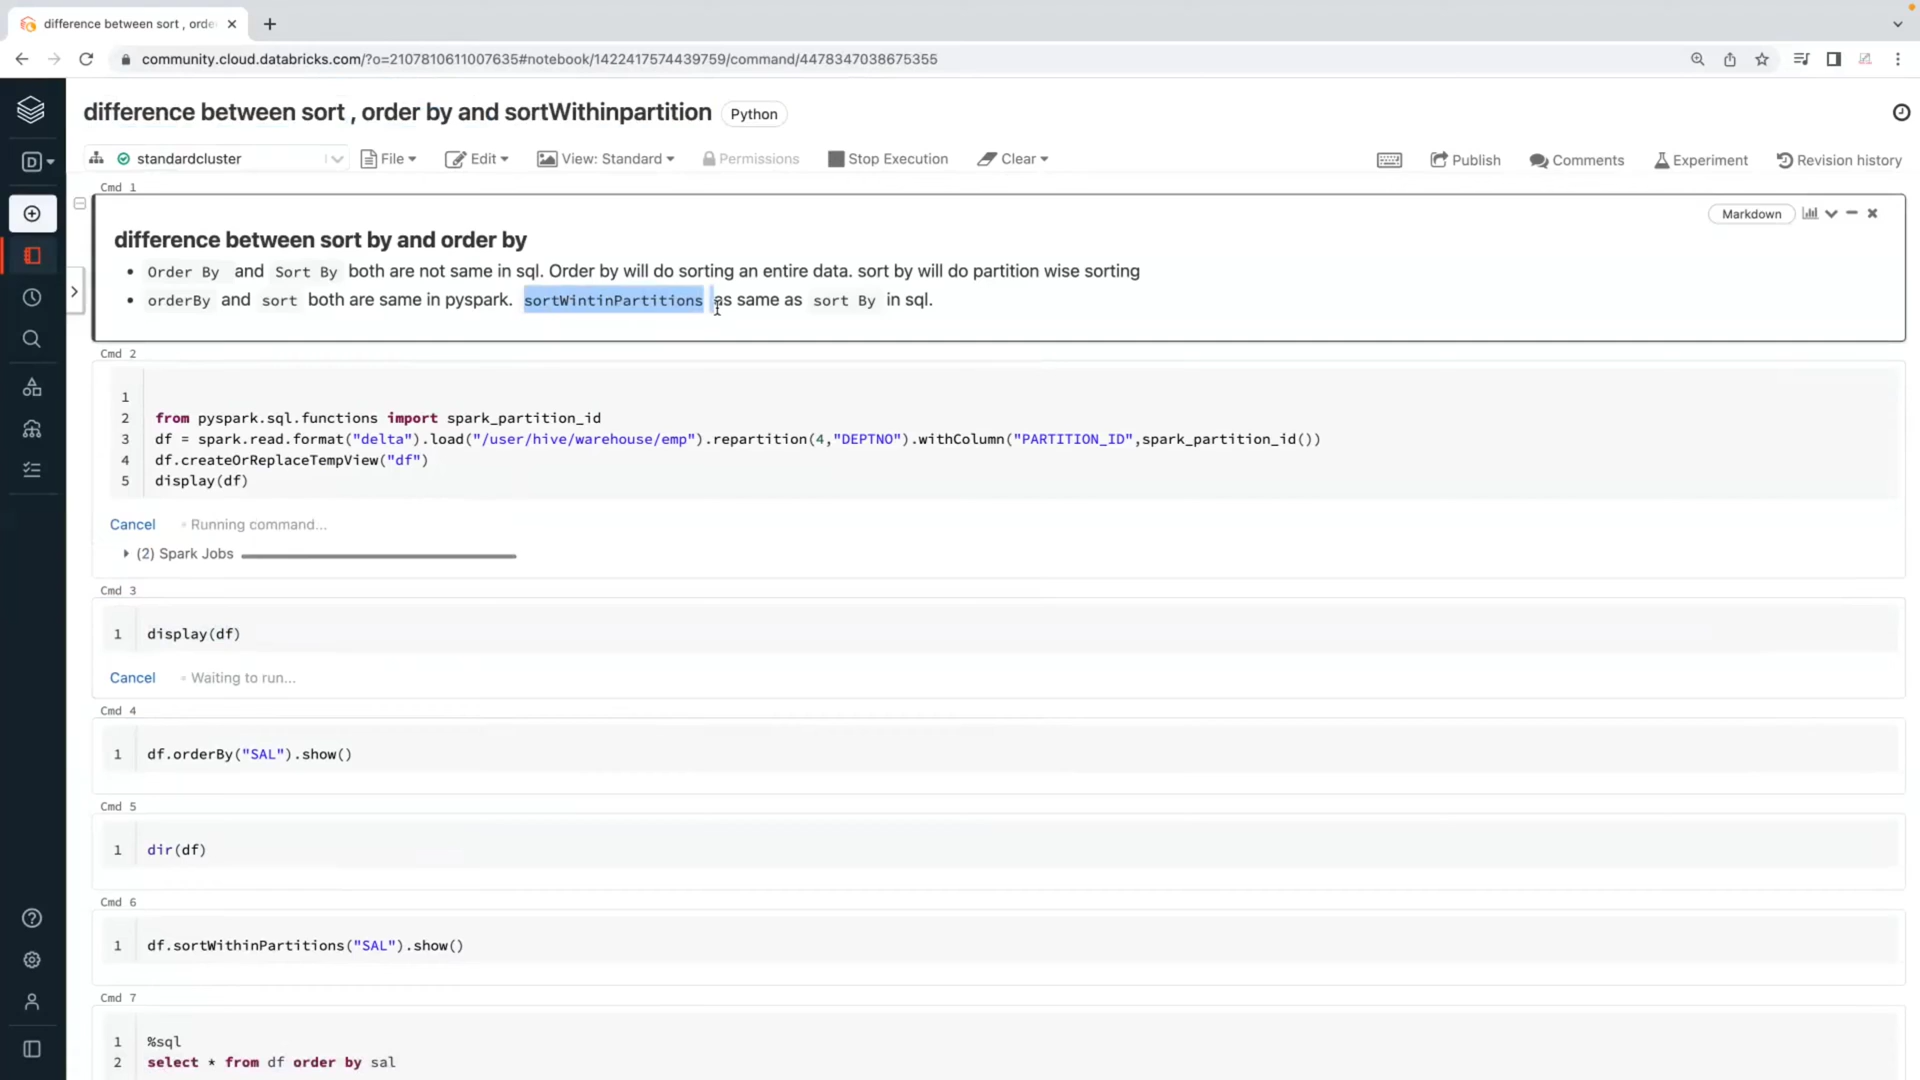 difference between sort , orde
community.cloud.databricks.com/?o=2107810611007635#notebook/1422417574439759/command/4478347038675355
difference between sort , order by and sortWithinpartition Python
D
standardcluster File Edit View: Standard Permissions Stop Execution Clear Publish Comments Experiment Revision history
Cmd 1
Markdown
difference between sort by and order by
• Order By and Sort By both are not same in sql. Order by will do sorting an entire data. sort by will do partition wise sorting
• orderBy and sort both are same in pyspark. sortWintinPartitions as same as sort By in sql.
Cmd 2
1
2 from pyspark.sql.functions import spark_partition_id
3 df = spark.read.format("delta").load("/user/hive/warehouse/emp").repartition(4,"DEPTNO").withColumn("PARTITION_ID",spark_partition_id())
4 df.createOrReplaceTempView("df")
5 display(df)
Cancel Running command...
(2) Spark Jobs
Cmd 3
1 display(df)
Cancel Waiting to run...
Cmd 4
1 df.orderBy("SAL").show()
Cmd 5
1 dir(df)
Cmd 6
1 df.sortWithinPartitions("SAL").show()
Cmd 7
1 %sql
2 select * from df order by sal